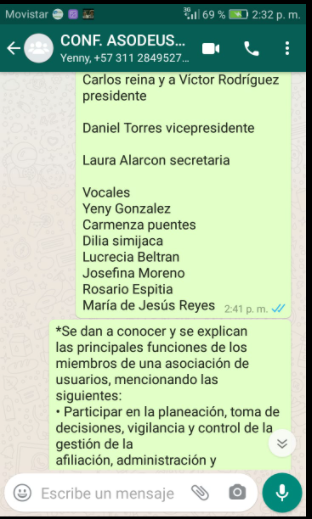 Movistar 3G 69 % 2:32 p. m.
CONF. ASODEUS...
Yenny, +57 311 2849527...
Carlos reina y a Víctor Rodríguez
presidente
Daniel Torres vicepresidente
Laura Alarcon secretaria
Vocales
Yeny Gonzalez
Carmenza puentes
Dilia simijaca
Lucrecia Beltran
Josefina Moreno
Rosario Espitia
María de Jesús Reyes 2:41 p. m.
*Se dan a conocer y se explican
las principales funciones de los
miembros de una asociación de
usuarios, mencionando las
siguientes:
• Participar en la planeación, toma de
decisiones, vigilancia y control de la
gestión de la
afiliación, administración y
Escribe un mensaje